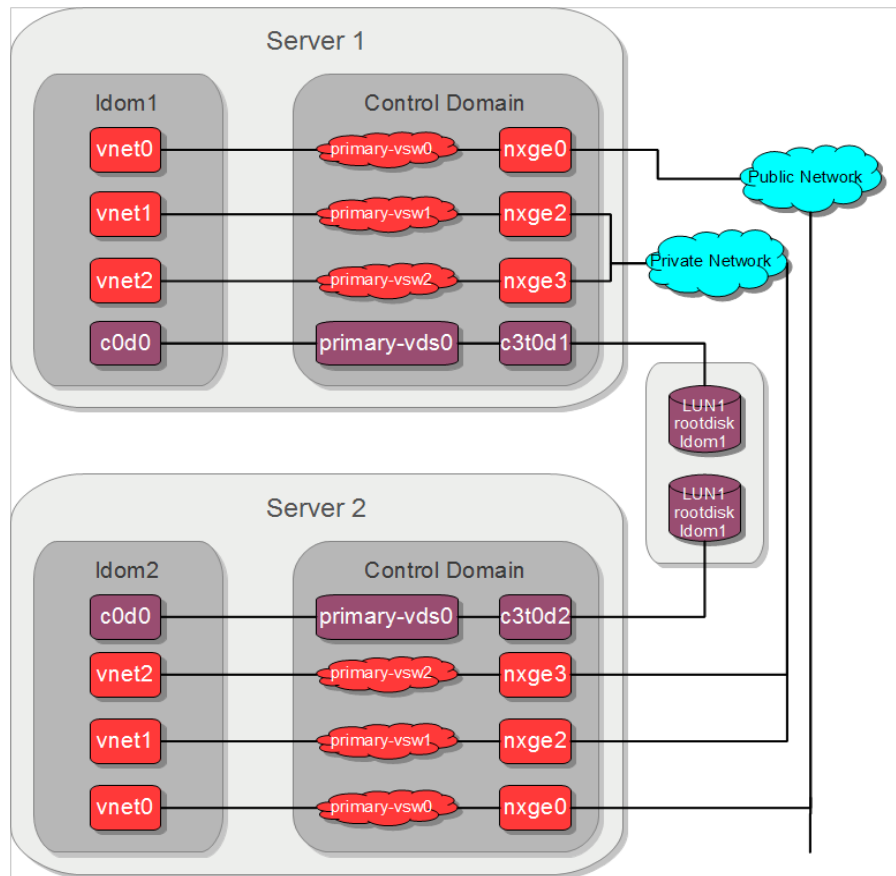 Server 1
ldom1
Control Domain
vnet0
primary-vsw0
nxge0
Public Network
vnet1
primary-vsw1
nxge2
Private Network
vnet2
primary-vsw2
nxge3
c0d0
primary-vds0
c3t0d1
LUN1
rootdisk
ldom1
LUN1
rootdisk
ldom1
Server 2
ldom2
Control Domain
c0d0
primary-vds0
c3t0d2
vnet2
primary-vsw2
nxge3
vnet1
primary-vsw1
nxge2
vnet0
primary-vsw0
nxge0